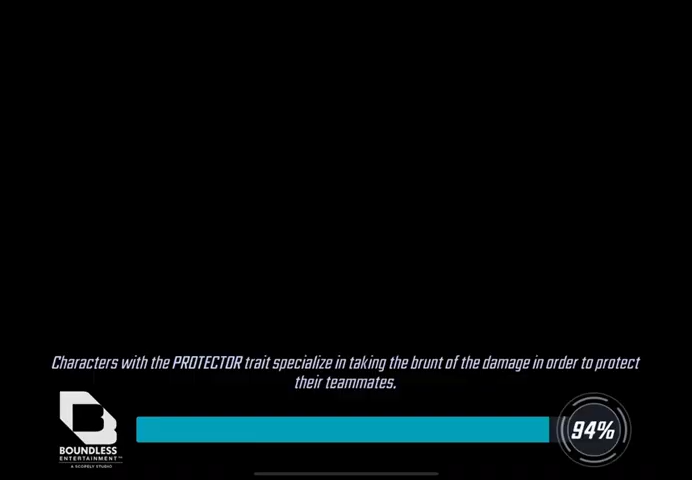 Characters with the PROTECTOR trait specialize in taking the brunt of the damage in order to protect
their teammates.
94%
BOUNDLESS
ENTERTAINMENT™
A SCOPELY STUDIO